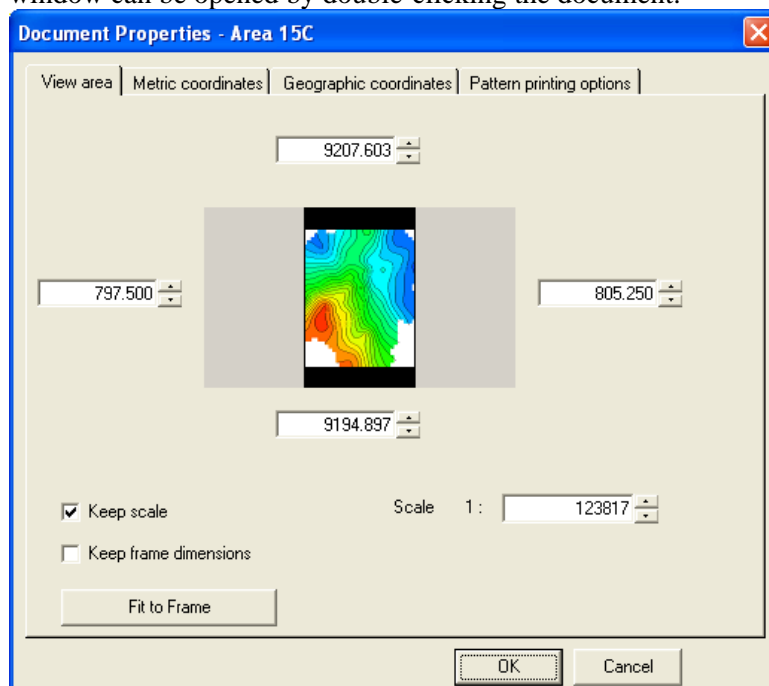 window can be opened by double-clicking the document.
Document Properties - Area 15C
View area Metric coordinates Geographic coordinates Pattern printing options
9207.603
797.500 805.250
9194.897
Keep scale Scale 1 : 123817
Keep frame dimensions
Fit to Frame
OK Cancel